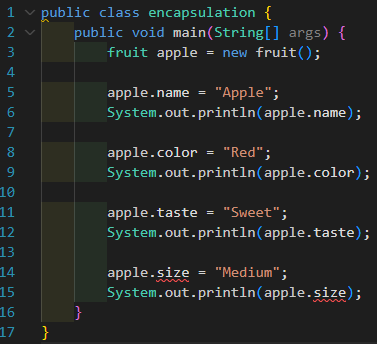 1 public class encapsulation {
2 public void main(String[] args) {
3 fruit apple = new fruit();
4
5 apple.name = "Apple";
6 System.out.println(apple.name);
7
8 apple.color = "Red";
9 System.out.println(apple.color);
10
11 apple.taste = "Sweet";
12 System.out.println(apple.taste);
13
14 apple.size = "Medium";
15 System.out.println(apple.size);
16 }
17 }